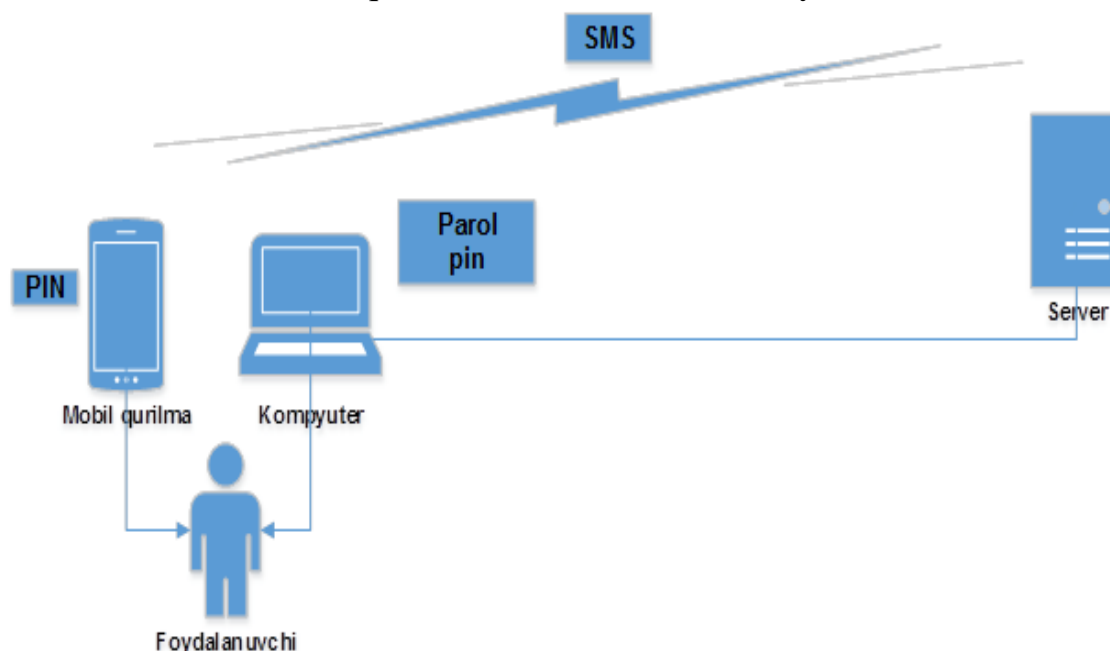 SMS
Parol
pin
PIN
Server
Mobil qurilma
Kompyuter
Foydalanuvchi